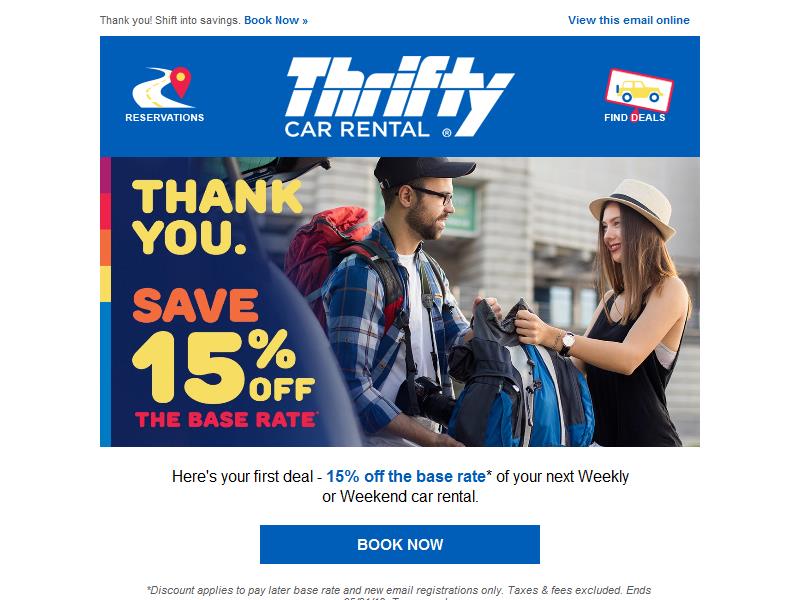 Thank you! Shift into savings. Book Now »
View this email online
RESERVATIONS
Thrifty
CAR RENTAL ®
FIND DEALS
THANK
YOU.
SAVE
15%
OFF
THE BASE RATE*
Here's your first deal - 15% off the base rate* of your next Weekly
or Weekend car rental.
BOOK NOW
*Discount applies to pay later base rate and new email registrations only. Taxes & fees excluded. Ends